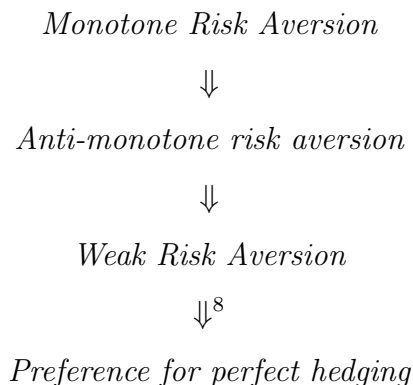 Monotone Risk Aversion
⇓
Anti-monotone risk aversion
⇓
Weak Risk Aversion
⇓8
Preference for perfect hedging